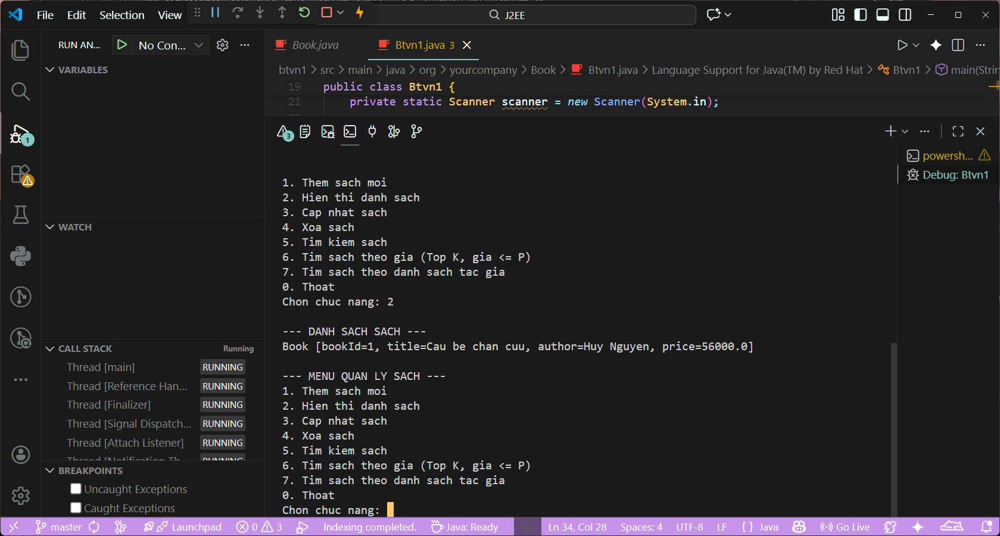 File Edit Selection View J2EE
RUN AN... No Con... ...
VARIABLES
WATCH
CALL STACK Running
Thread [main] RUNNING
Thread [Reference Han... RUNNING
Thread [Finalizer] RUNNING
Thread [Signal Dispatch... RUNNING
Thread [Attach Listener] RUNNING
Thread [Notification Th... RUNNING
BREAKPOINTS
Uncaught Exceptions
Caught Exceptions
1
Book.java Btvn1.java 3
btvn1 > src > main > java > org > yourcompany > Book > Btvn1.java > Language Support for Java(TM) by Red Hat > Btvn1 > main(Strin
19 public class Btvn1 {
21 private static Scanner scanner = new Scanner(System.in);
3
powersh...
Debug: Btvn1
1. Them sach moi
2. Hien thi danh sach
3. Cap nhat sach
4. Xoa sach
5. Tim kiem sach
6. Tim sach theo gia (Top K, gia <= P)
7. Tim sach theo danh sach tac gia
0. Thoat
Chon chuc nang: 2
--- DANH SACH SACH ---
Book [bookId=1, title=Cau be chan cuu, author=Huy Nguyen, price=56000.0]
--- MENU QUAN LY SACH ---
1. Them sach moi
2. Hien thi danh sach
3. Cap nhat sach
4. Xoa sach
5. Tim kiem sach
6. Tim sach theo gia (Top K, gia <= P)
7. Tim sach theo danh sach tac gia
0. Thoat
Chon chuc nang:
master Launchpad 0 3 Indexing completed. Java: Ready Ln 34, Col 28 Spaces: 4 UTF-8 LF { } Java Go Live